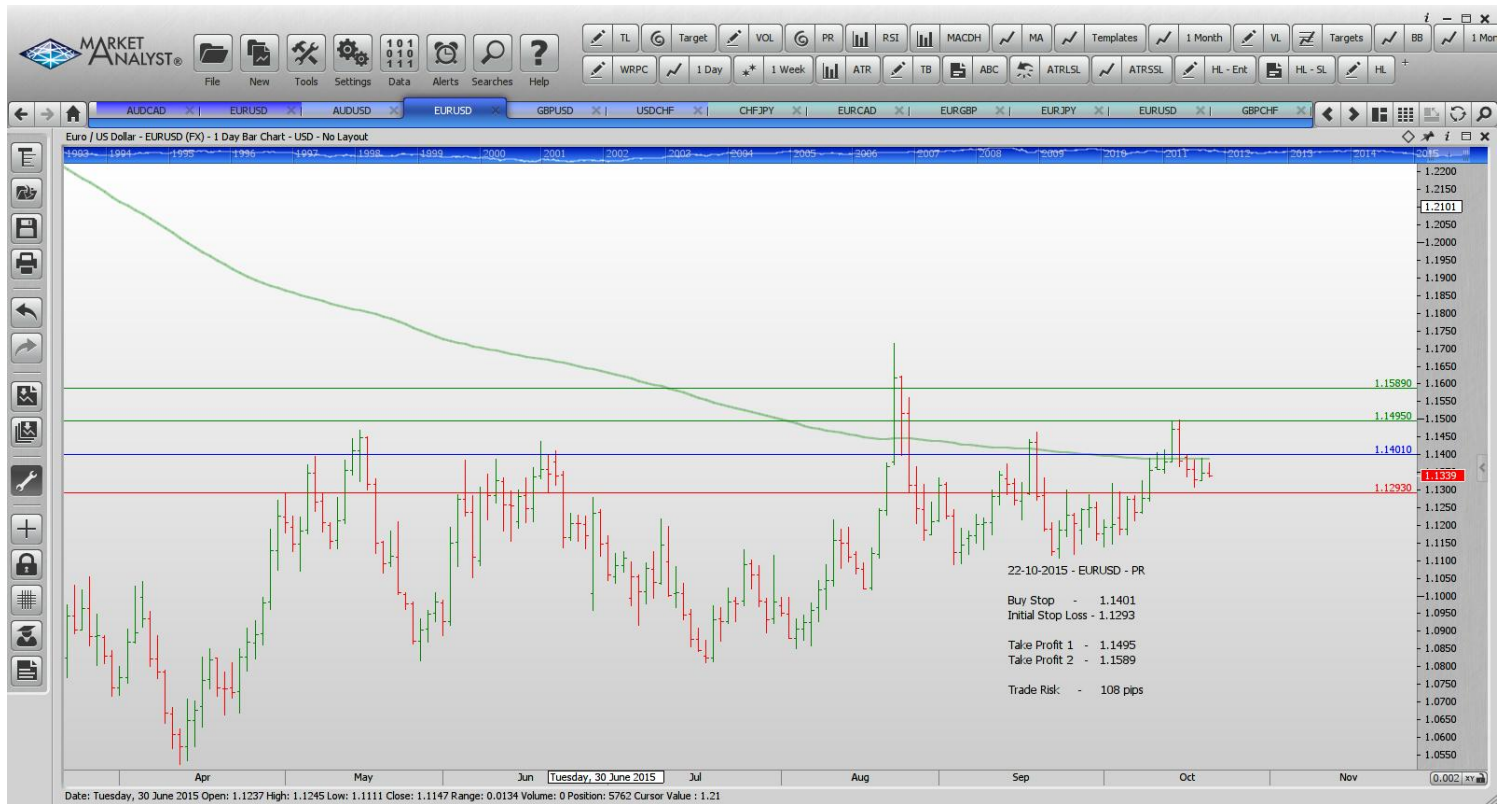 i
MARKET
ANALYST®
File New Tools Settings Data Alerts Searches Help
101
010
111
TL Target VOL PR RSI MACDH MA Templates 1 Month VL Targets BB 1 Mon
WRPC 1 Day 1 Week ATR TB ABC ATRLSL ATRSSL HL - Ent HL - SL HL
AUDCAD EURUSD AUDUSD EURUSD GBPUSD USDCHF CHFJPY EURCAD EURGBP EURJPY EURUSD GBPCHF
Euro / US Dollar - EURUSD (FX) - 1 Day Bar Chart - USD - No Layout
1993 1994 1995 1996 1997 1998 1999 2000 2001 2002 2003 2004 2005 2006 2007 2008 2009 2010 2011 2012 2013 2014 2015
1.2200
1.2150
1.2101
1.2050
1.2000
1.1950
1.1900
1.1850
1.1800
1.1750
1.1700
1.1650
1.15890 1.1600
1.1550
1.14950 1.1500
1.1450
1.14010 1.1400
1.1339
1.12930 1.1300
1.1250
1.1200
1.1150
1.1100
1.1050
1.1000
1.0950
1.0900
1.0850
1.0800
1.0750
1.0700
1.0650
1.0600
1.0550
22-10-2015 - EURUSD - PR
Buy Stop - 1.1401
Initial Stop Loss - 1.1293
Take Profit 1 - 1.1495
Take Profit 2 - 1.1589
Trade Risk - 108 pips
Apr May Jun Tuesday, 30 June 2015 Jul Aug Sep Oct Nov 0.002 XY
Date: Tuesday, 30 June 2015 Open: 1.1237 High: 1.1245 Low: 1.1111 Close: 1.1147 Range: 0.0134 Volume: 0 Position: 5762 Cursor Value : 1.21